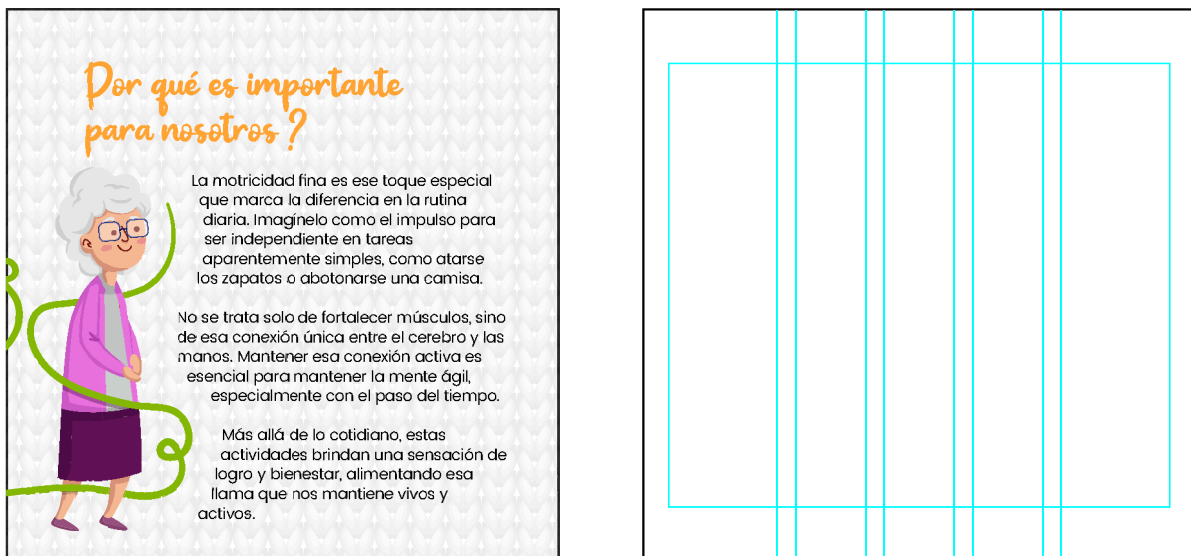 Por qué es importante
para nosotros ?
La motricidad fina es ese toque especial
que marca la diferencia en la rutina
diaria. Imagínelo como el impulso para
ser independiente en tareas
aparentemente simples, como atarse
los zapatos o abotonarse una camisa.
No se trata solo de fortalecer músculos, sino
de esa conexión única entre el cerebro y las
manos. Mantener esa conexión activa es
esencial para mantener la mente ágil,
especialmente con el paso del tiempo.
Más allá de lo cotidiano, estas
actividades brindan una sensación de
logro y bienestar, alimentando esa
llama que nos mantiene vivos y
activos.